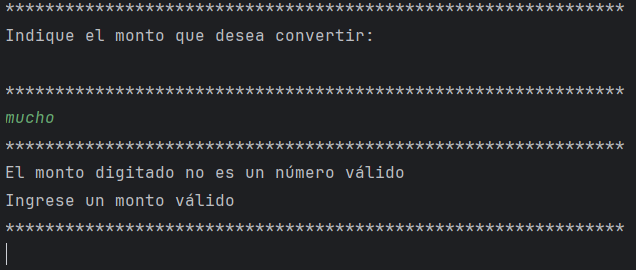 **************************************************************
Indique el monto que desea convertir:
**************************************************************
mucho
**************************************************************
El monto digitado no es un número válido
Ingrese un monto válido
**************************************************************